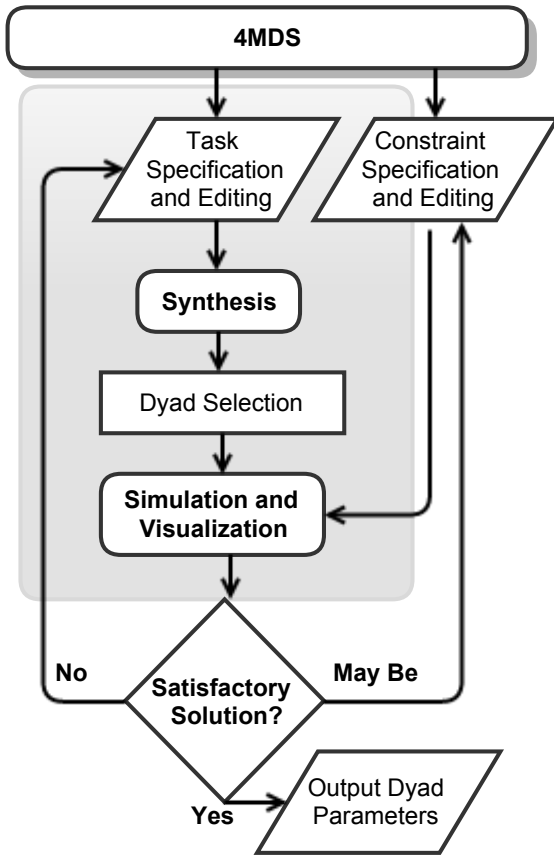 4MDS
Task
Specification
and Editing
Constraint
Specification
and Editing
Synthesis
Dyad Selection
Simulation and
Visualization
No
Satisfactory
Solution?
May Be
Yes
Output Dyad
Parameters